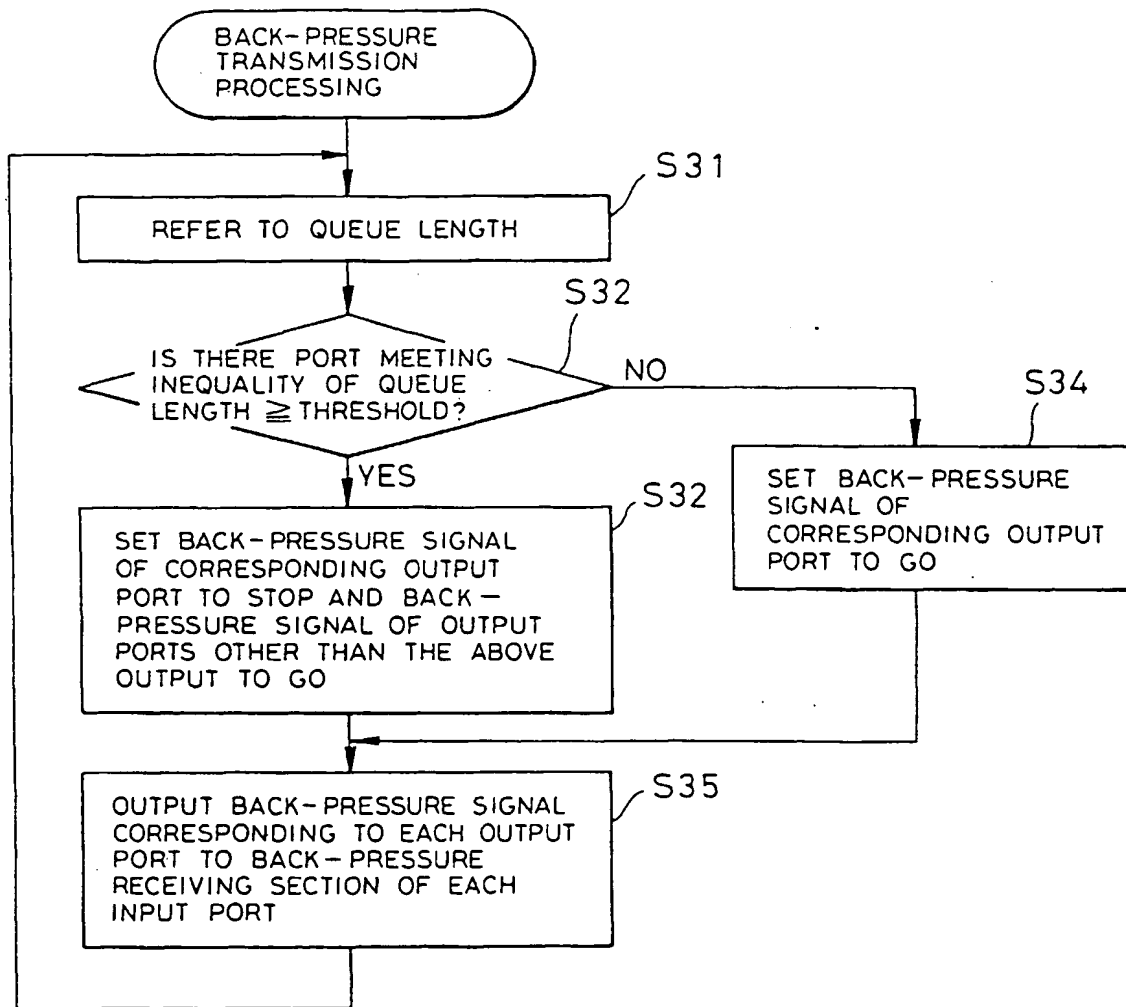 BACK-PRESSURE
TRANSMISSION
PROCESSING
S31
REFER TO QUEUE LENGTH
S32
IS THERE PORT MEETING
INEQUALITY OF QUEUE
LENGTH ≧ THRESHOLD?
NO
YES
S34
SET BACK-PRESSURE
SIGNAL OF
CORRESPONDING OUTPUT
PORT TO GO
S32
SET BACK-PRESSURE SIGNAL
OF CORRESPONDING OUTPUT
PORT TO STOP AND BACK-
PRESSURE SIGNAL OF OUTPUT
PORTS OTHER THAN THE ABOVE
OUTPUT TO GO
S35
OUTPUT BACK-PRESSURE SIGNAL
CORRESPONDING TO EACH OUTPUT
PORT TO BACK-PRESSURE
RECEIVING SECTION OF EACH
INPUT PORT